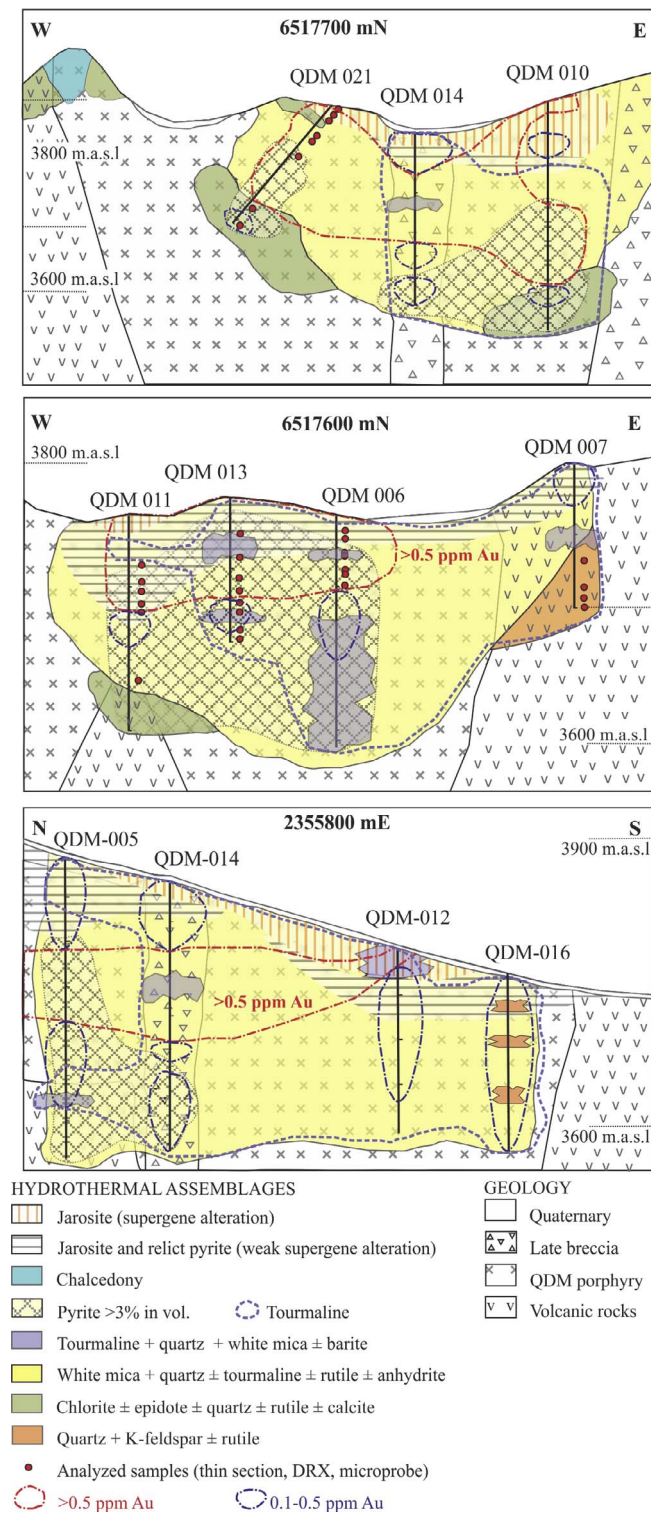 W 6517700 mN E
QDM 021
QDM 014
QDM 010
3800 m.a.s.l
3600 m.a.s.l
W 6517600 mN E
3800 m.a.s.l
QDM 007
QDM 013
QDM 011
QDM 006
>0.5 ppm Au
3600 m.a.s.l
N 2355800 mE S
QDM-005
3900 m.a.s.l
QDM-014
QDM-012
QDM-016
>0.5 ppm Au
3600 m.a.s.l
HYDROTHERMAL ASSEMBLAGES
Jarosite (supergene alteration)
Jarosite and relict pyrite (weak supergene alteration)
Chalcedony
Pyrite >3% in vol. Tourmaline
Tourmaline + quartz + white mica ± barite
White mica + quartz ± tourmaline ± rutile ± anhydrite
Chlorite ± epidote ± quartz ± rutile ± calcite
Quartz + K-feldspar ± rutile
Analyzed samples (thin section, DRX, microprobe)
>0.5 ppm Au 0.1-0.5 ppm Au
GEOLOGY
Quaternary
Late breccia
QDM porphyry
Volcanic rocks